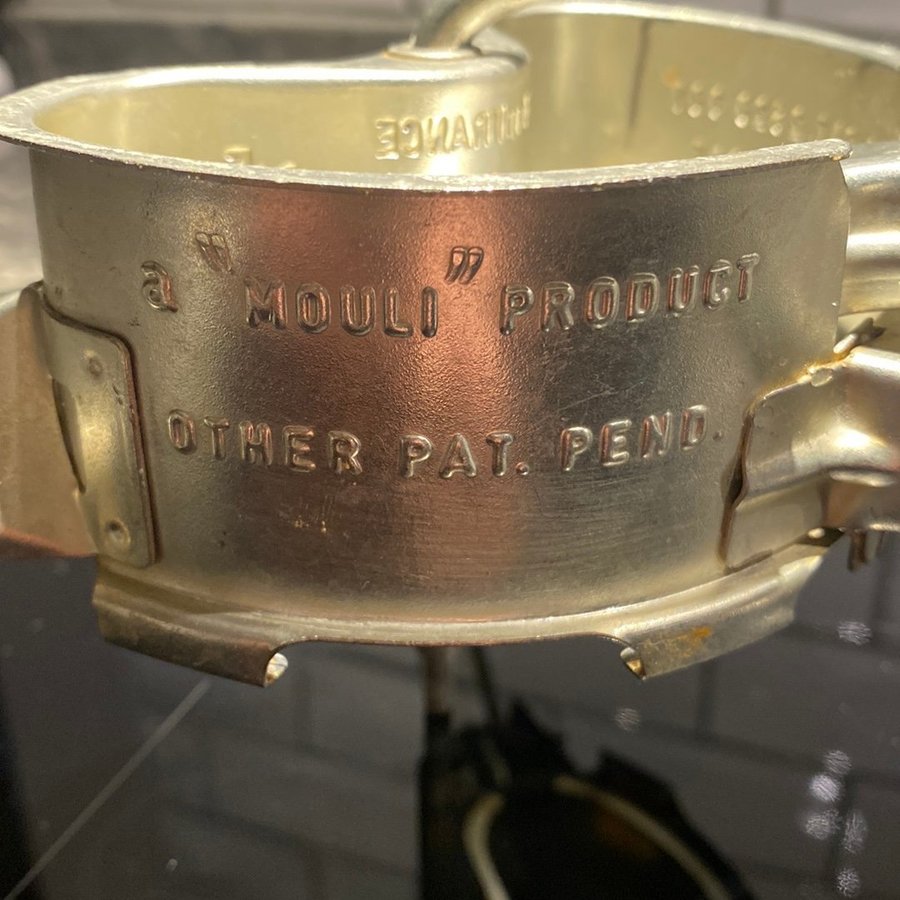 a "MOULI" PRODUCT
OTHER PAT. PEND.
FRANCE